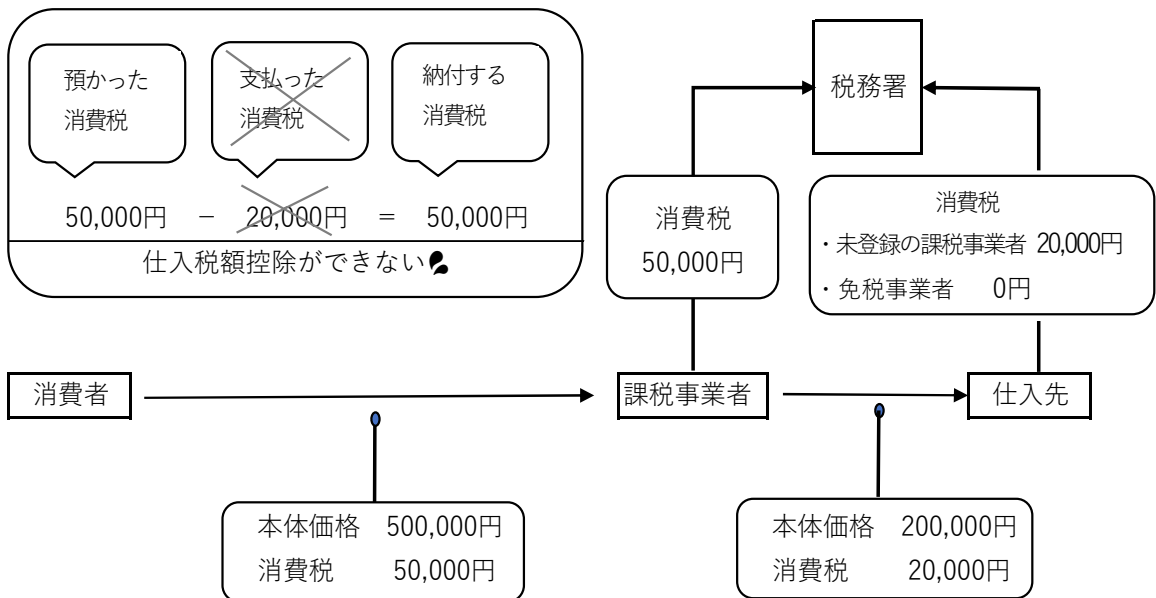 預かった
消費税
支払った
消費税
納付する
消費税
50,000円 － 20,000円 ＝ 50,000円
仕入税額控除ができない
税務署
消費税
50,000円
消費税
・未登録の課税事業者 20,000円
・免税事業者 0円
消費者
課税事業者
仕入先
本体価格 500,000円
消費税 50,000円
本体価格 200,000円
消費税 20,000円